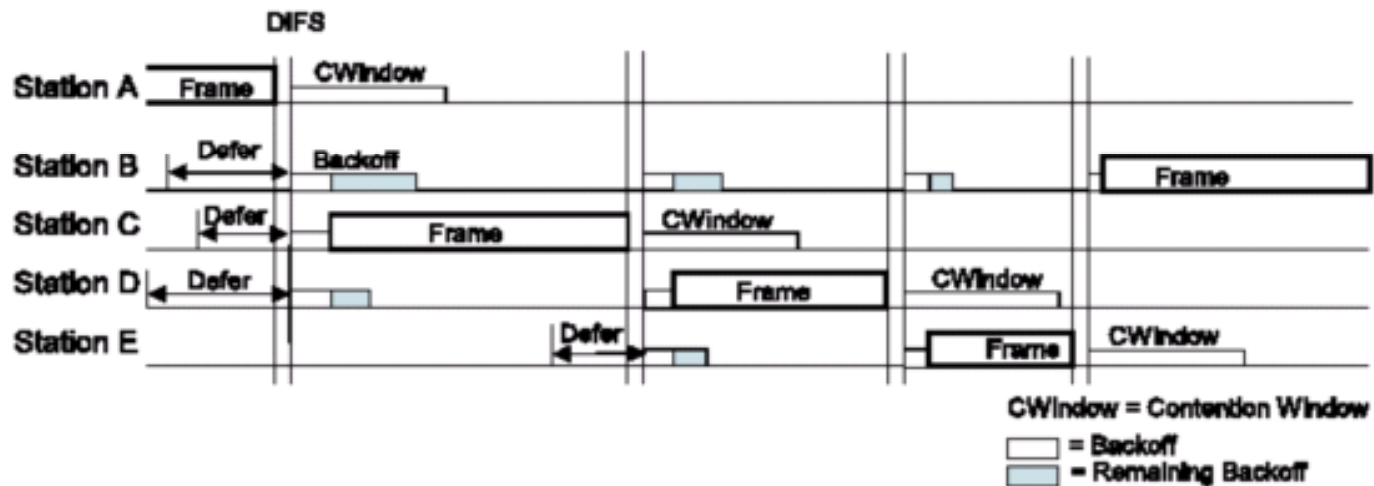 DIFS
Station A Frame CWindow
Station B Defer Backoff Frame
Station C Defer Frame CWindow
Station D Defer Frame CWindow
Station E Defer Frame CWindow
CWindow = Contention Window
= Backoff
= Remaining Backoff